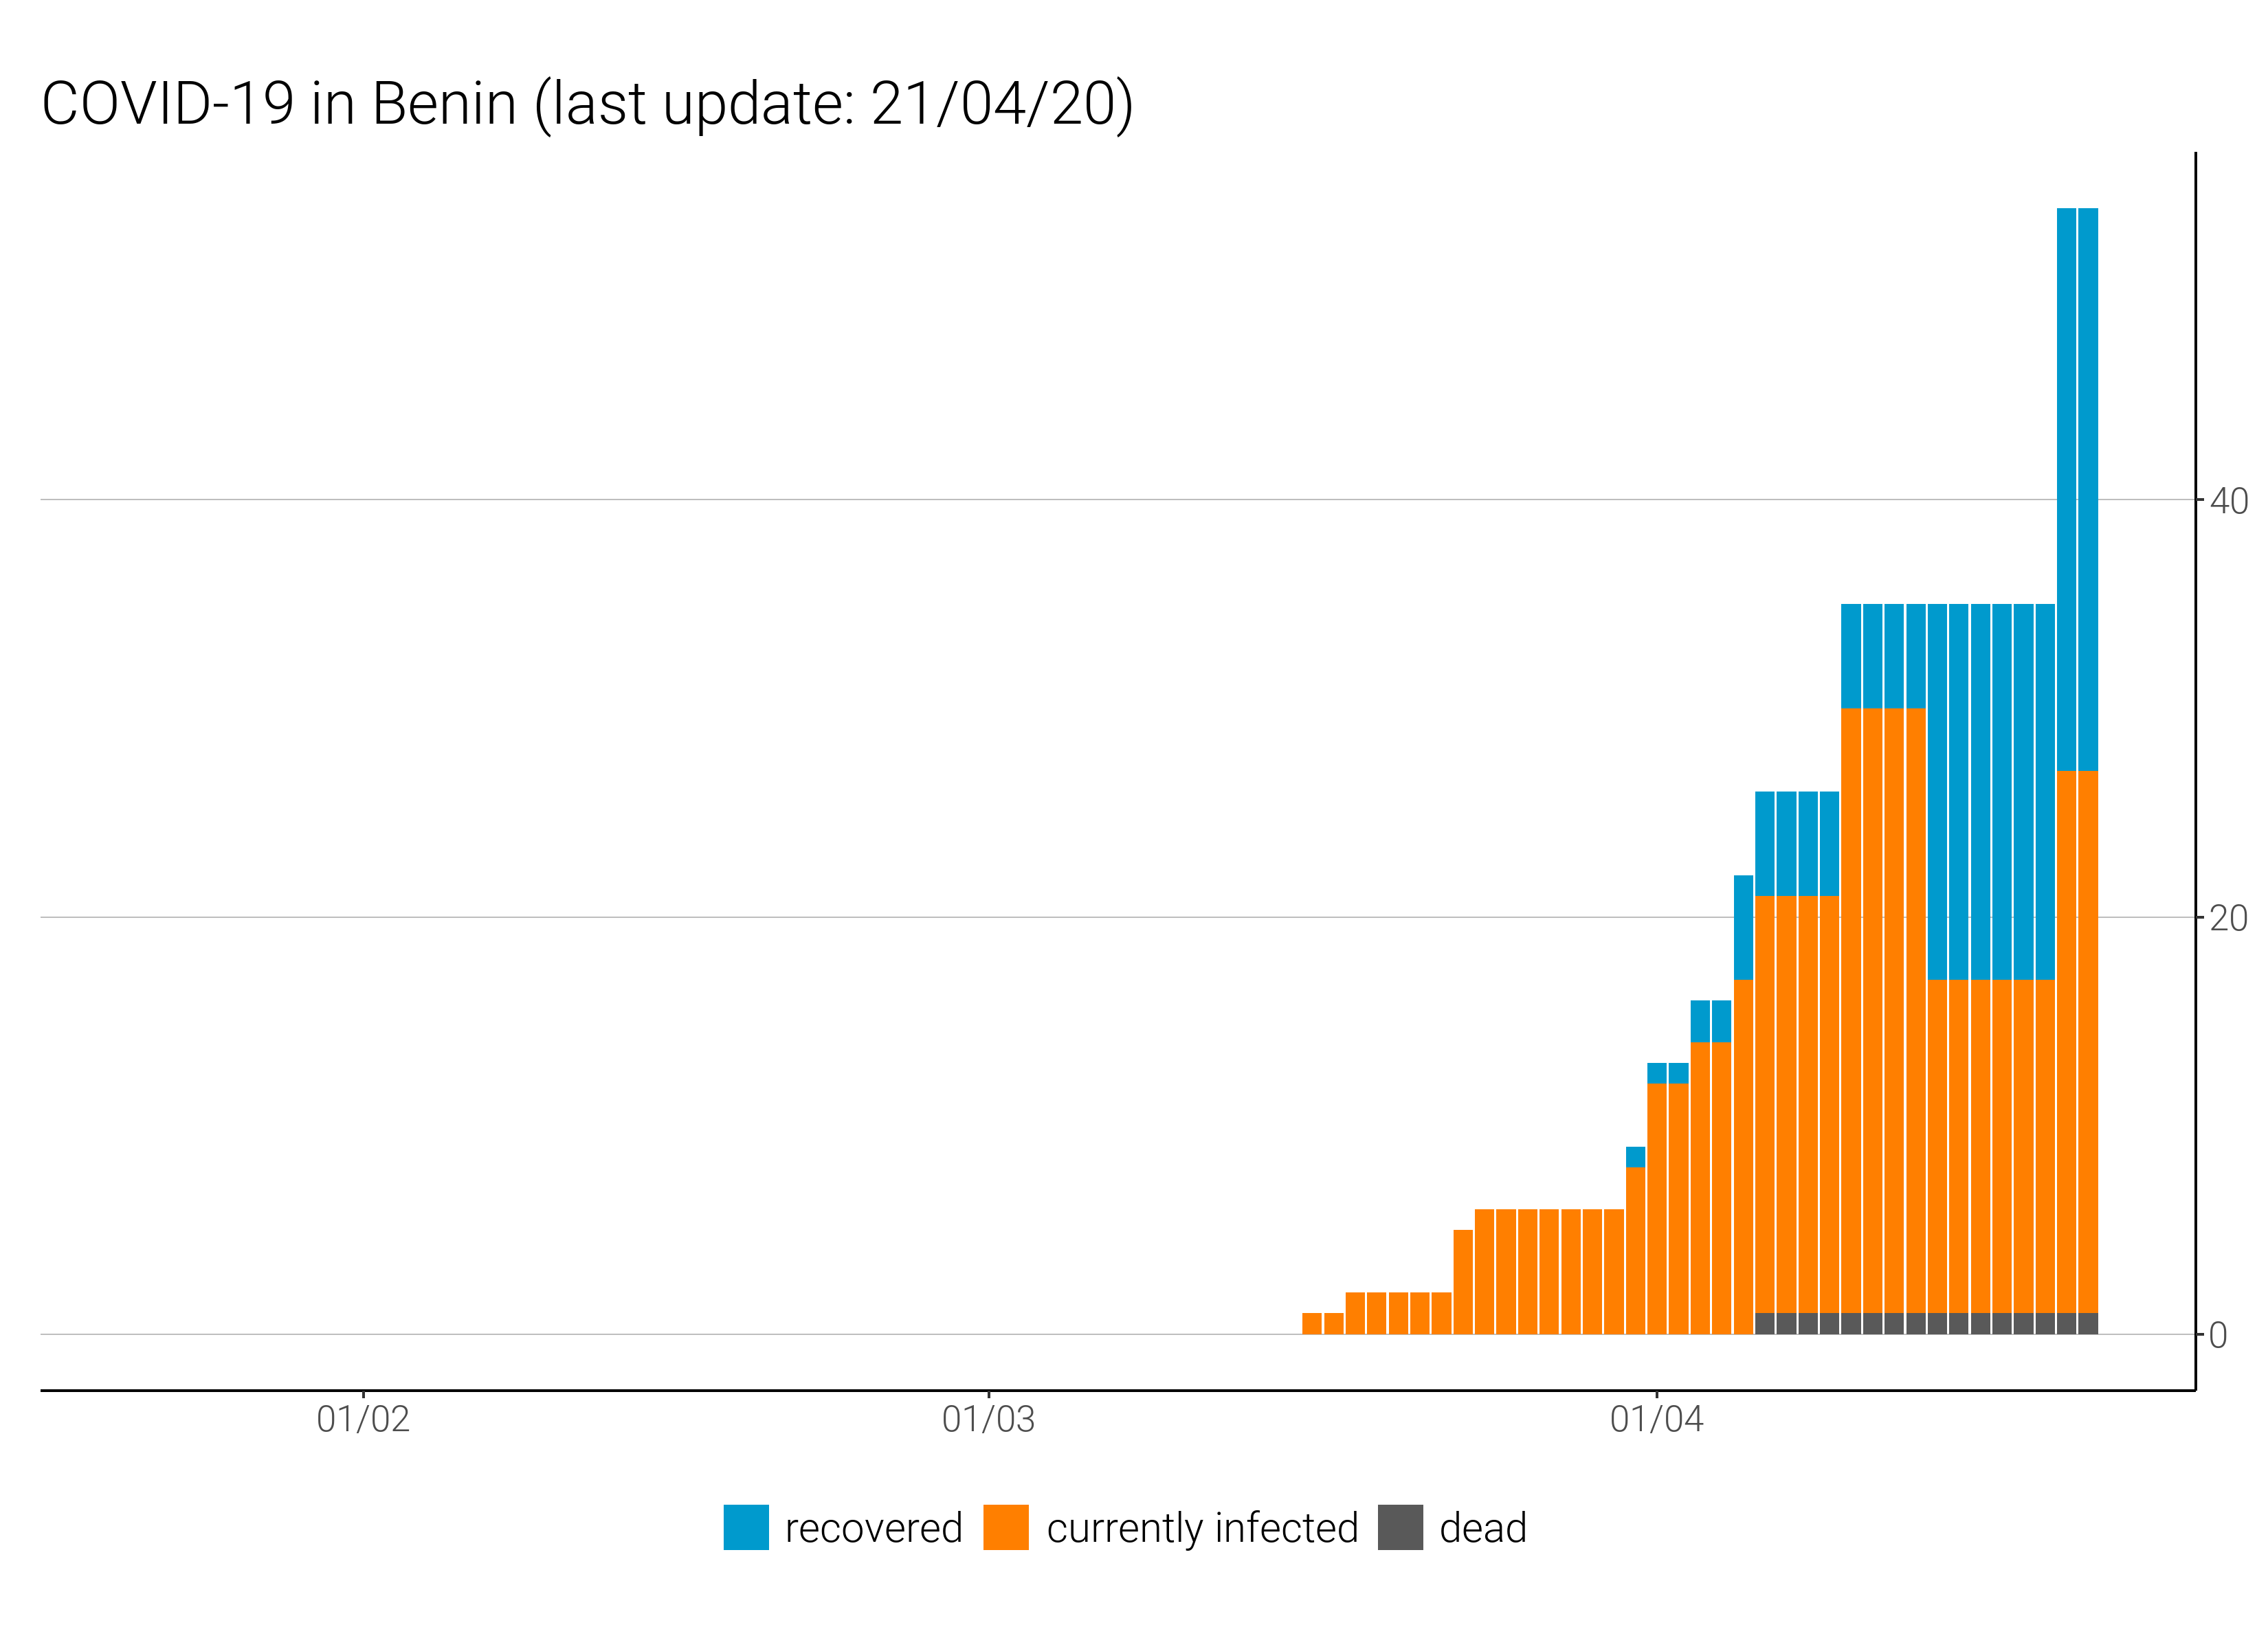 COVID-19 in Benin (last update: 21/04/20)
40
20
0
01/02 01/03 01/04
recovered currently infected dead